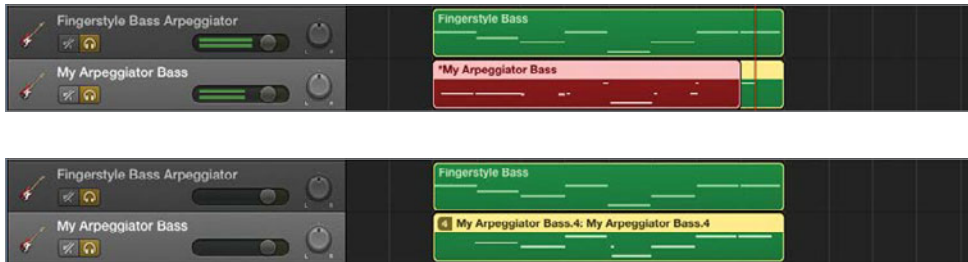 Fingerstyle Bass Arpeggiator
Fingerstyle Bass
L R
My Arpeggiator Bass
*My Arpeggiator Bass
L R
Fingerstyle Bass Arpeggiator
Fingerstyle Bass
L R
My Arpeggiator Bass
4 My Arpeggiator Bass.4: My Arpeggiator Bass.4
L R